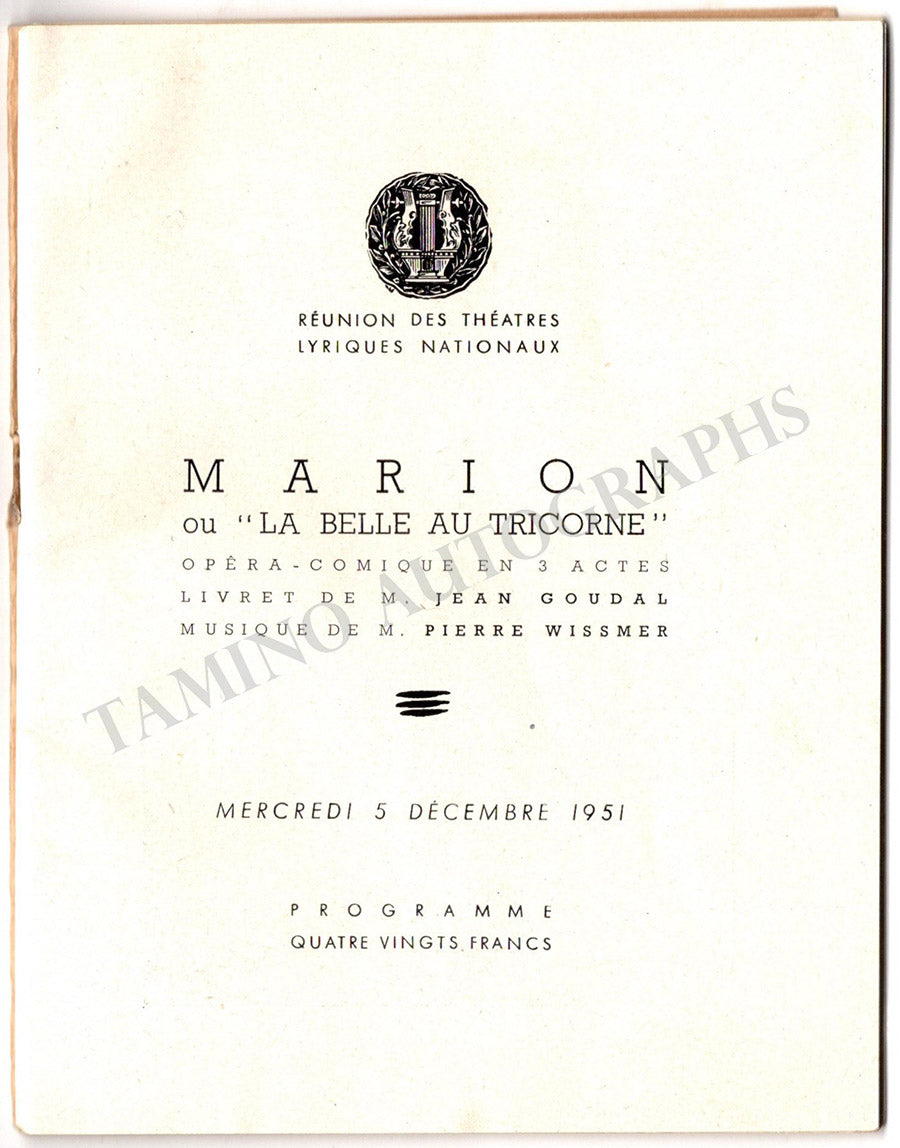 RÉUNION DES THÉATRES
LYRIQUES NATIONAUX
MARION
ou "LA BELLE AU TRICORNE"
OPÉRA-COMIQUE EN 3 ACTES
LIVRET DE M. JEAN GOUDAL
MUSIQUE DE M. PIERRE WISSMER
TAMINO AUTOGRAPHS
MERCREDI 5 DÉCEMBRE 1951
PROGRAMME
QUATRE VINGTS FRANCS